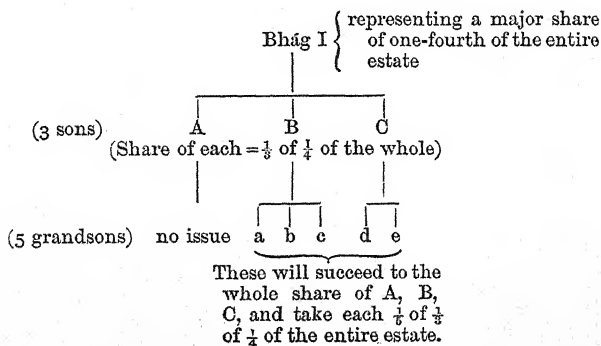 Bhág I { representing a major share
of one-fourth of the entire
estate
(3 sons) A B C
(Share of each = ⅓ of ¼ of the whole)
(5 grandsons) no issue a b c d e
These will succeed to the
whole share of A, B,
C, and take each ⅕ of ⅓
of ¼ of the entire estate.